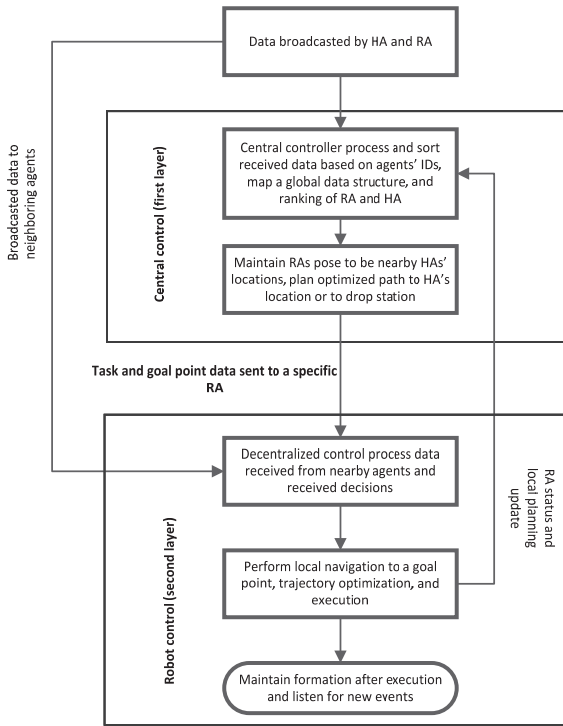 Data broadcasted by HA and RA
Broadcasted data to
neighboring agents
Central control (first layer)
Central controller process and sort
received data based on agents' IDs,
map a global data structure, and
ranking of RA and HA
Maintain RAs pose to be nearby HAs'
locations, plan optimized path to HA's
location or to drop station
Task and goal point data sent to a specific
RA
Robot control (second layer)
Decentralized control process data
received from nearby agents and
received decisions
RA status and
local planning
update
Perform local navigation to a goal
point, trajectory optimization, and
execution
Maintain formation after execution
and listen for new events